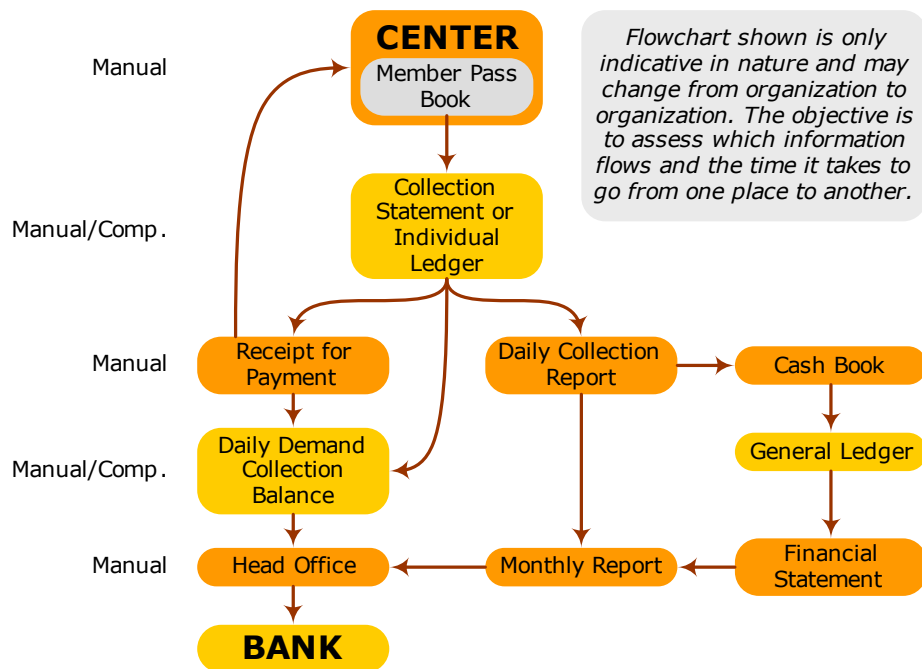 CENTER
Manual
Member Pass
Book
Flowchart shown is only
indicative in nature and may
change from organization to
organization. The objective is
to assess which information
flows and the time it takes to
go from one place to another.
Manual/Comp.
Collection
Statement or
Individual
Ledger
Manual
Receipt for
Payment
Daily Collection
Report
Cash Book
Manual/Comp.
Daily Demand
Collection
Balance
General Ledger
Manual
Head Office
Monthly Report
Financial
Statement
BANK